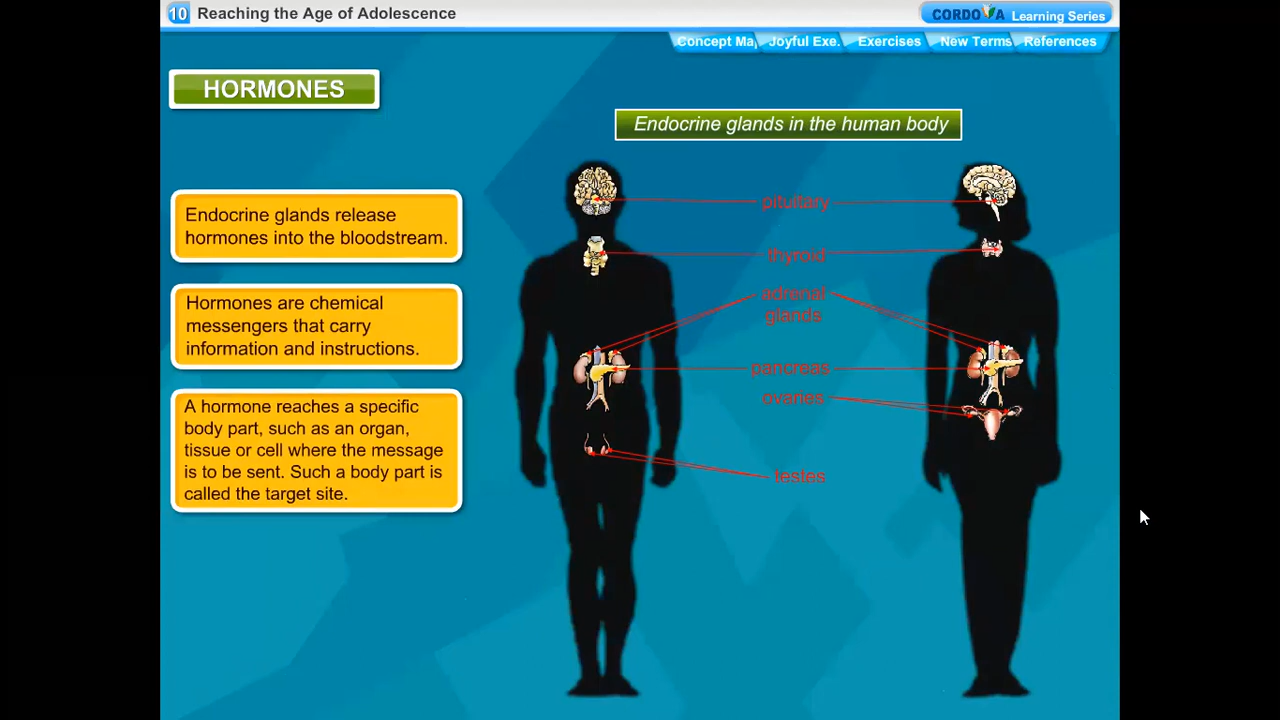 10 Reaching the Age of Adolescence
CORDOVA Learning Series
Concept Ma
Joyful Exe.
Exercises
New Terms
References
HORMONES
Endocrine glands in the human body
Endocrine glands release
hormones into the bloodstream.
Hormones are chemical
messengers that carry
information and instructions.
A hormone reaches a specific
body part, such as an organ,
tissue or cell where the message
is to be sent. Such a body part is
called the target site.
pituitary
thyroid
adrenal
glands
pancreas
ovaries
testes